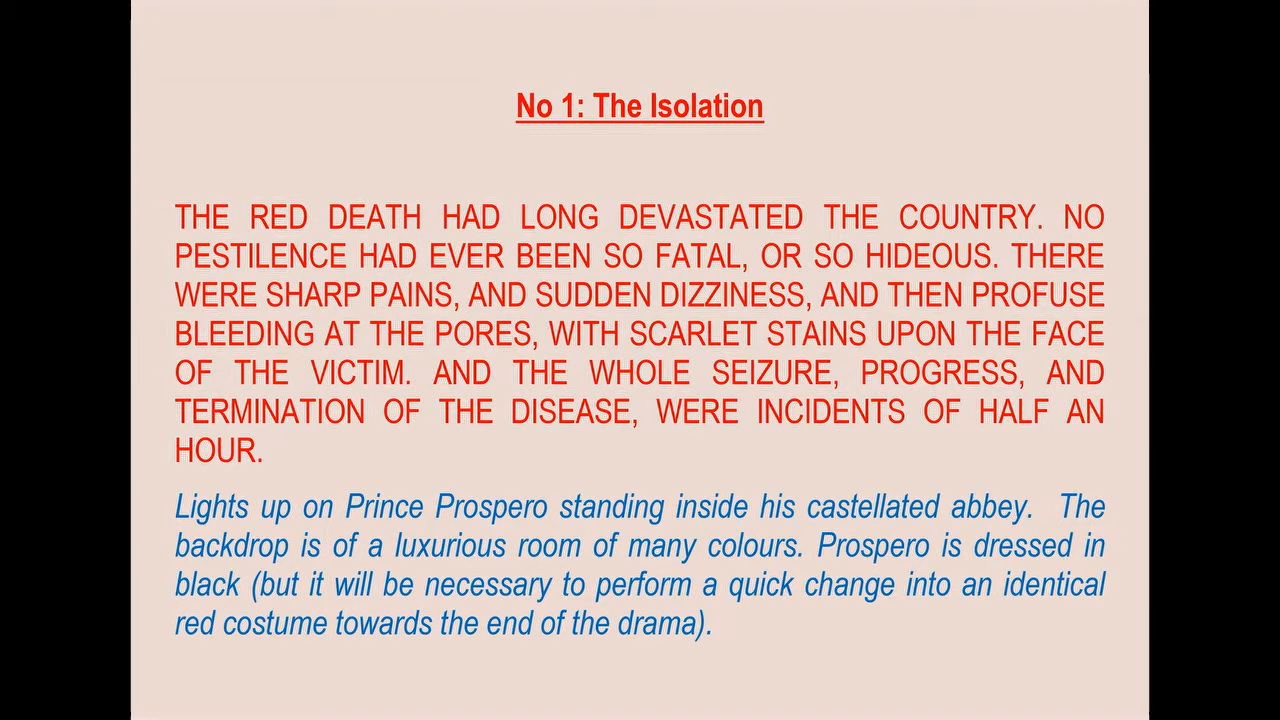 No 1: The Isolation
THE RED DEATH HAD LONG DEVASTATED THE COUNTRY. NO
PESTILENCE HAD EVER BEEN SO FATAL, OR SO HIDEOUS. THERE
WERE SHARP PAINS, AND SUDDEN DIZZINESS, AND THEN PROFUSE
BLEEDING AT THE PORES, WITH SCARLET STAINS UPON THE FACE
OF THE VICTIM. AND THE WHOLE SEIZURE, PROGRESS, AND
TERMINATION OF THE DISEASE, WERE INCIDENTS OF HALF AN
HOUR.
Lights up on Prince Prospero standing inside his castellated abbey. The
backdrop is of a luxurious room of many colours. Prospero is dressed in
black (but it will be necessary to perform a quick change into an identical
red costume towards the end of the drama).